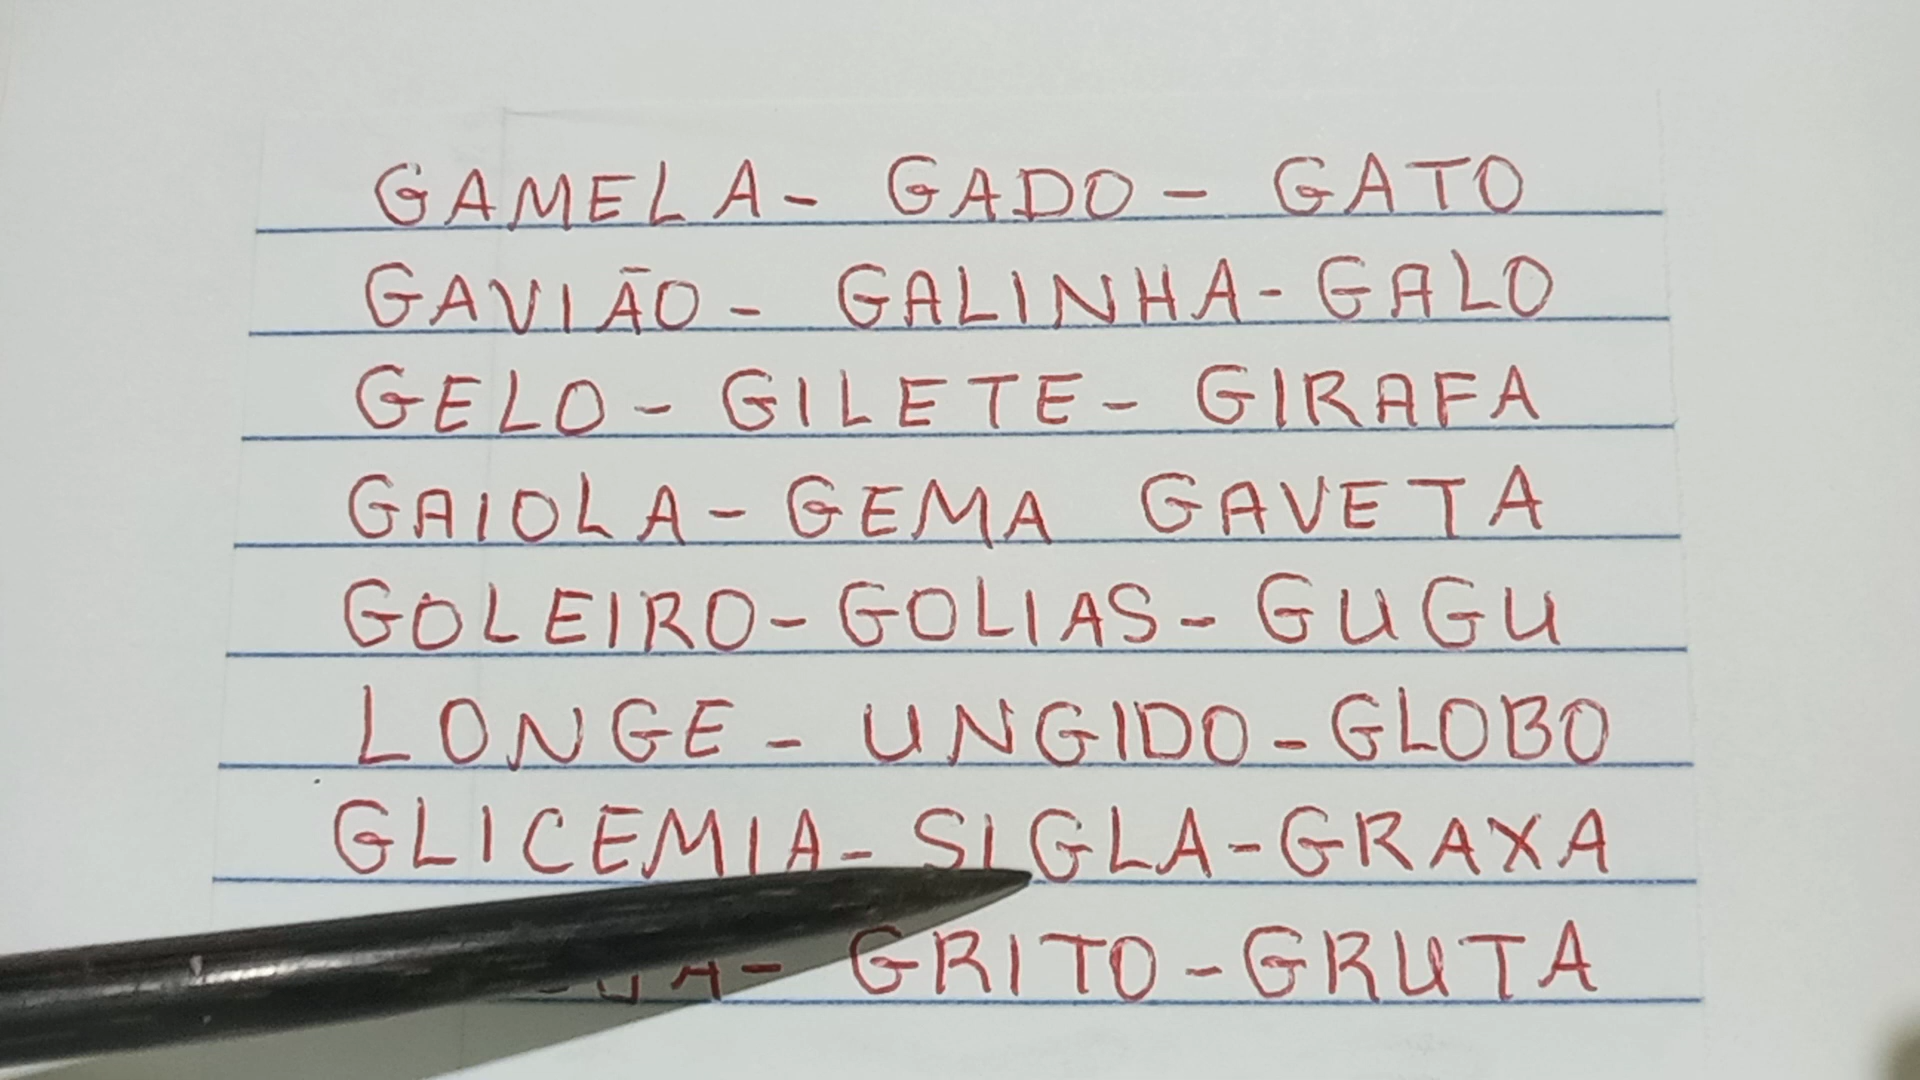 GAMELA - GADO - GATO
GAVIÃO - GALINHA - GALO
GELO - GILETE - GIRAFA
GAIOLA - GEMA GAVETA
GOLEIRO - GOLIAS - GUGU
LONGE - UNGIDO - GLOBO
GLICEMIA - SIGLA - GRAXA
- GRITO - GRUTA